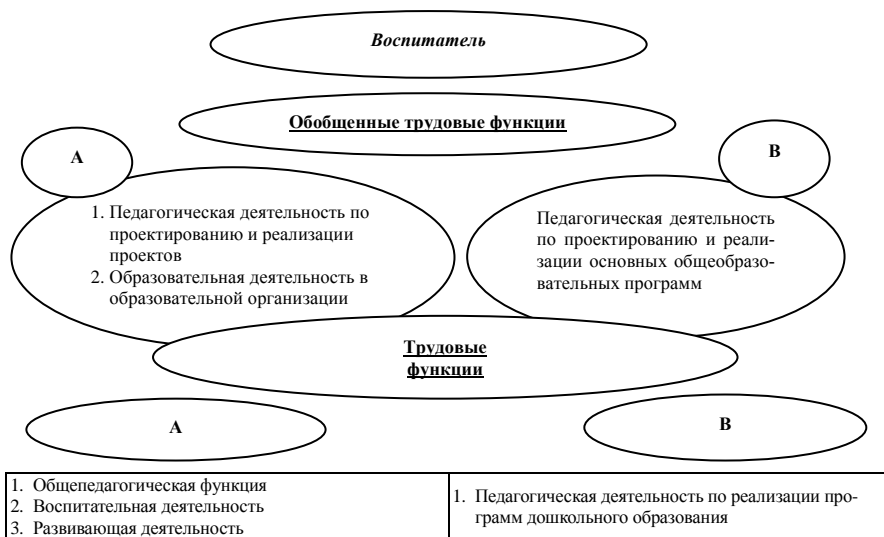 Воспитатель
Обобщенные трудовые функции
А
В
1. Педагогическая деятельность по
проектированию и реализации
проектов
2. Образовательная деятельность в
образовательной организации
Педагогическая деятельность
по проектированию и реали-
зации основных общеобразо-
вательных программ
Трудовые
функции
А
В
1. Общепедагогическая функция
2. Воспитательная деятельность
3. Развивающая деятельность
1. Педагогическая деятельность по реализации про-
грамм дошкольного образования